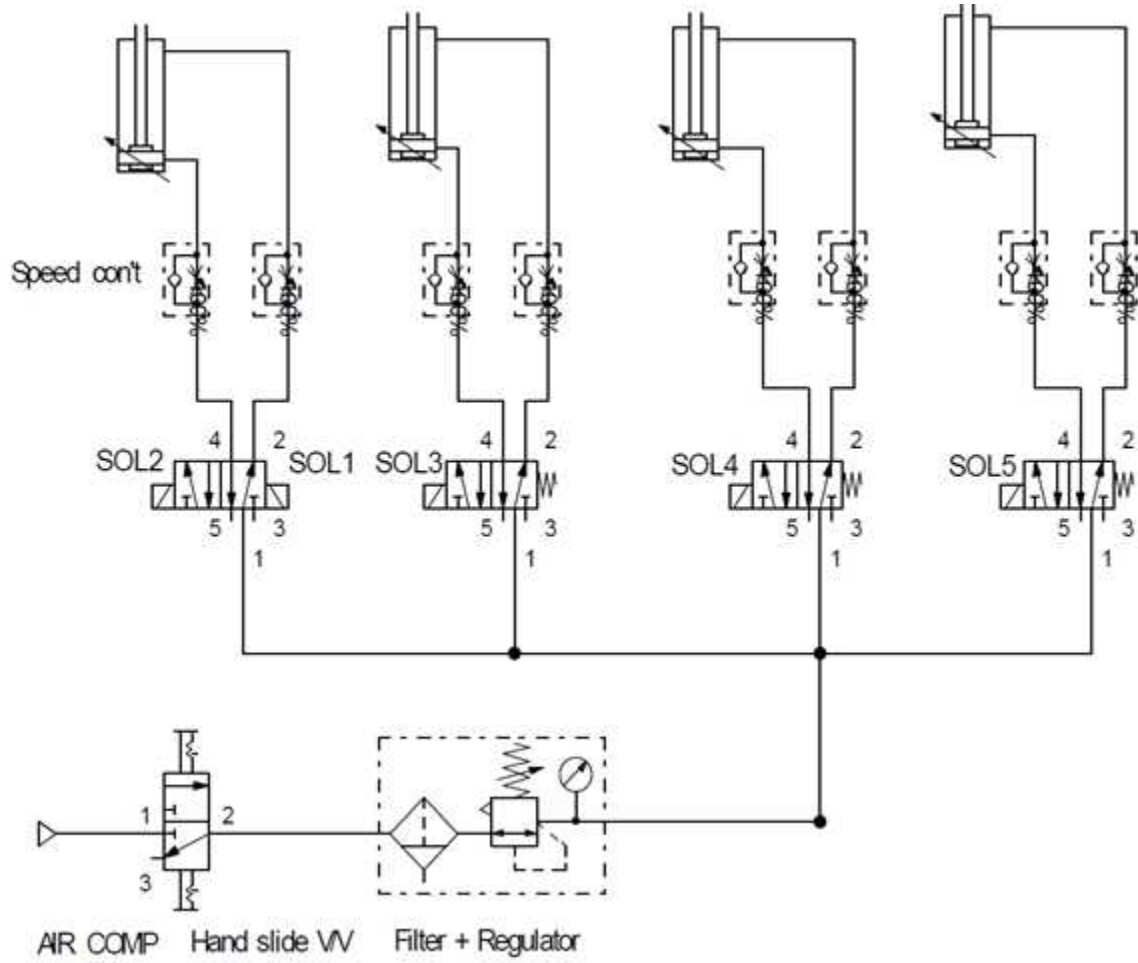 Speed con't
4 2 4 2 4 2 4 2
SOL2 SOL1 SOL3 SOL4 SOL5
5 3 5 3 5 3 5 3
1 1 1 1
1 2
3
AIR COMP Hand slide V/V Filter + Regulator